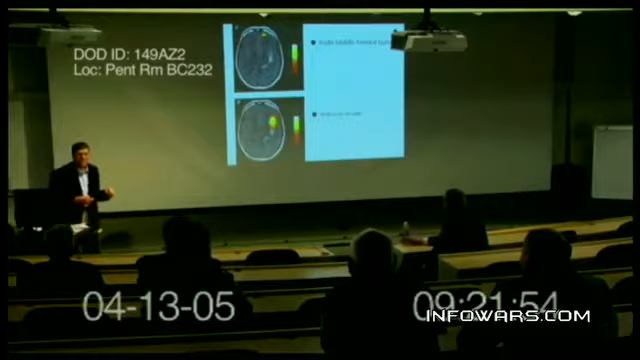 DOD ID: 149AZ2
Loc: Pent Rm BC232
04-13-05
09:21:54
INFOWARS.COM